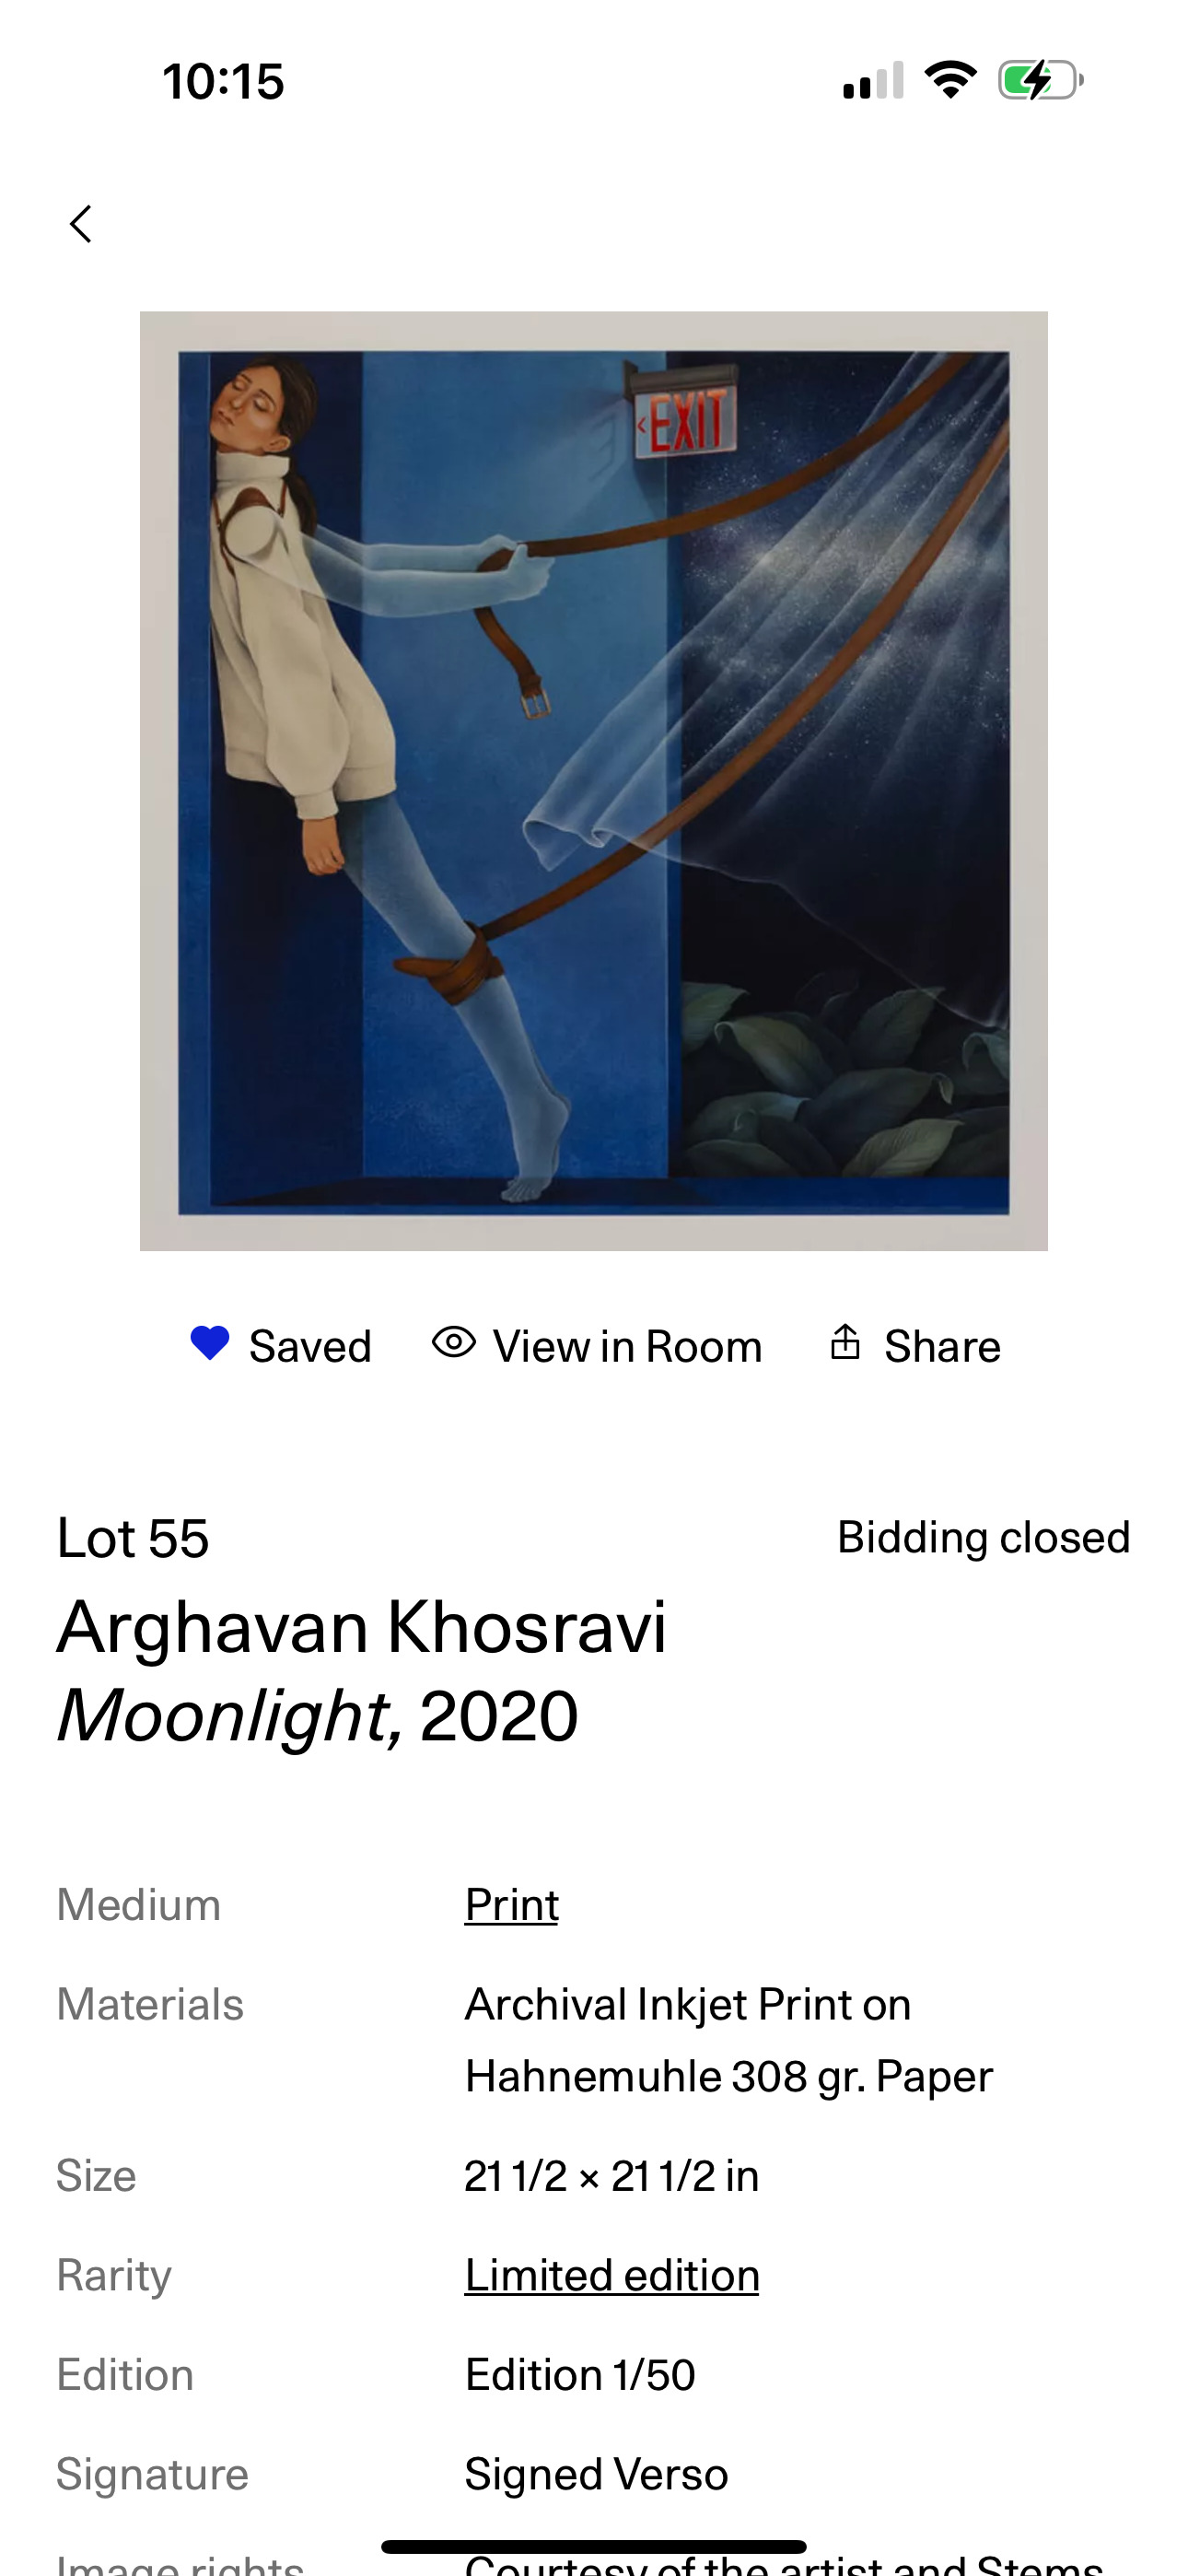 10:15
<EXIT
Saved
View in Room
Share
Lot 55
Bidding closed
Arghavan Khosravi
Moonlight, 2020
Medium
Print
Materials
Archival Inkjet Print on
Hahnemuhle 308 gr. Paper
Size
21 1/2 × 21 1/2 in
Rarity
Limited edition
Edition
Edition 1/50
Signature
Signed Verso
Image rights
Courtesy of the artist and Stems